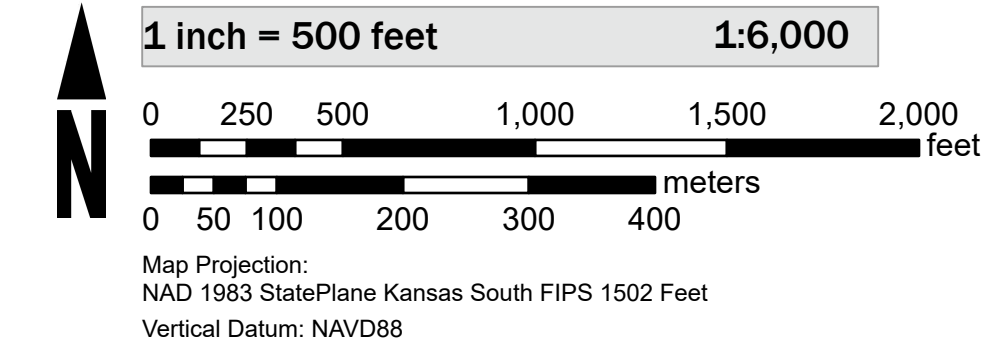 1 inch = 500 feet 1:6,000
0 250 500 1,000 1,500 2,000
feet
N
meters
0 50 100 200 300 400
Map Projection:
NAD 1983 StatePlane Kansas South FIPS 1502 Feet
Vertical Datum: NAVD88